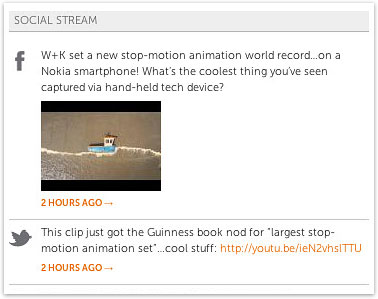 SOCIAL STREAM
W+K set a new stop-motion animation world record...on a
Nokia smartphone! What's the coolest thing you've seen
captured via hand-held tech device?
2 HOURS AGO →
This clip just got the Guinness book nod for "largest stop-
motion animation set"...cool stuff: http://youtu.be/ieN2vhslTTU
2 HOURS AGO →